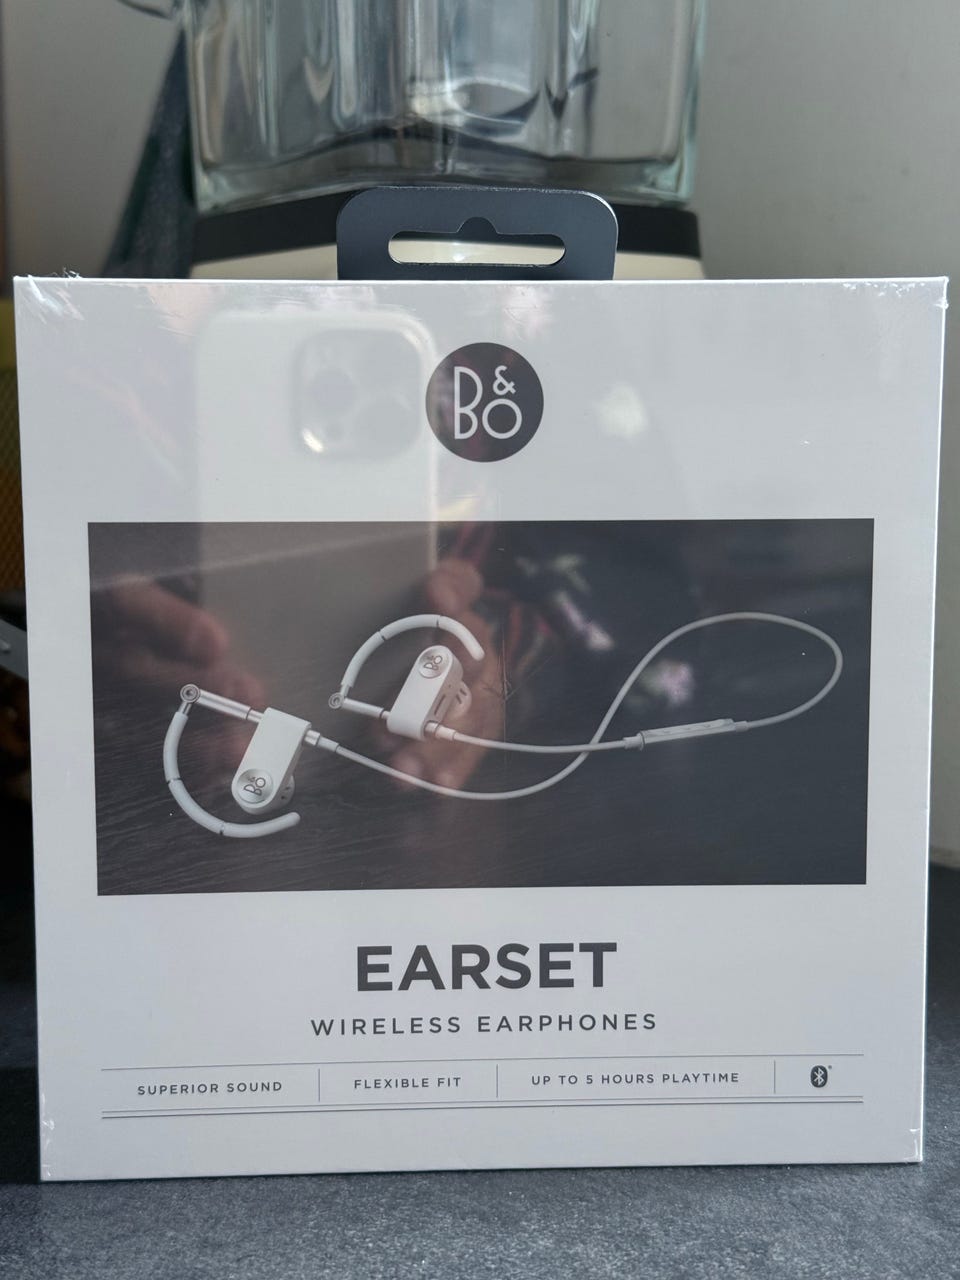 B&O
B&O
B&O
EARSET
WIRELESS EARPHONES
SUPERIOR SOUND
FLEXIBLE FIT
UP TO 5 HOURS PLAYTIME